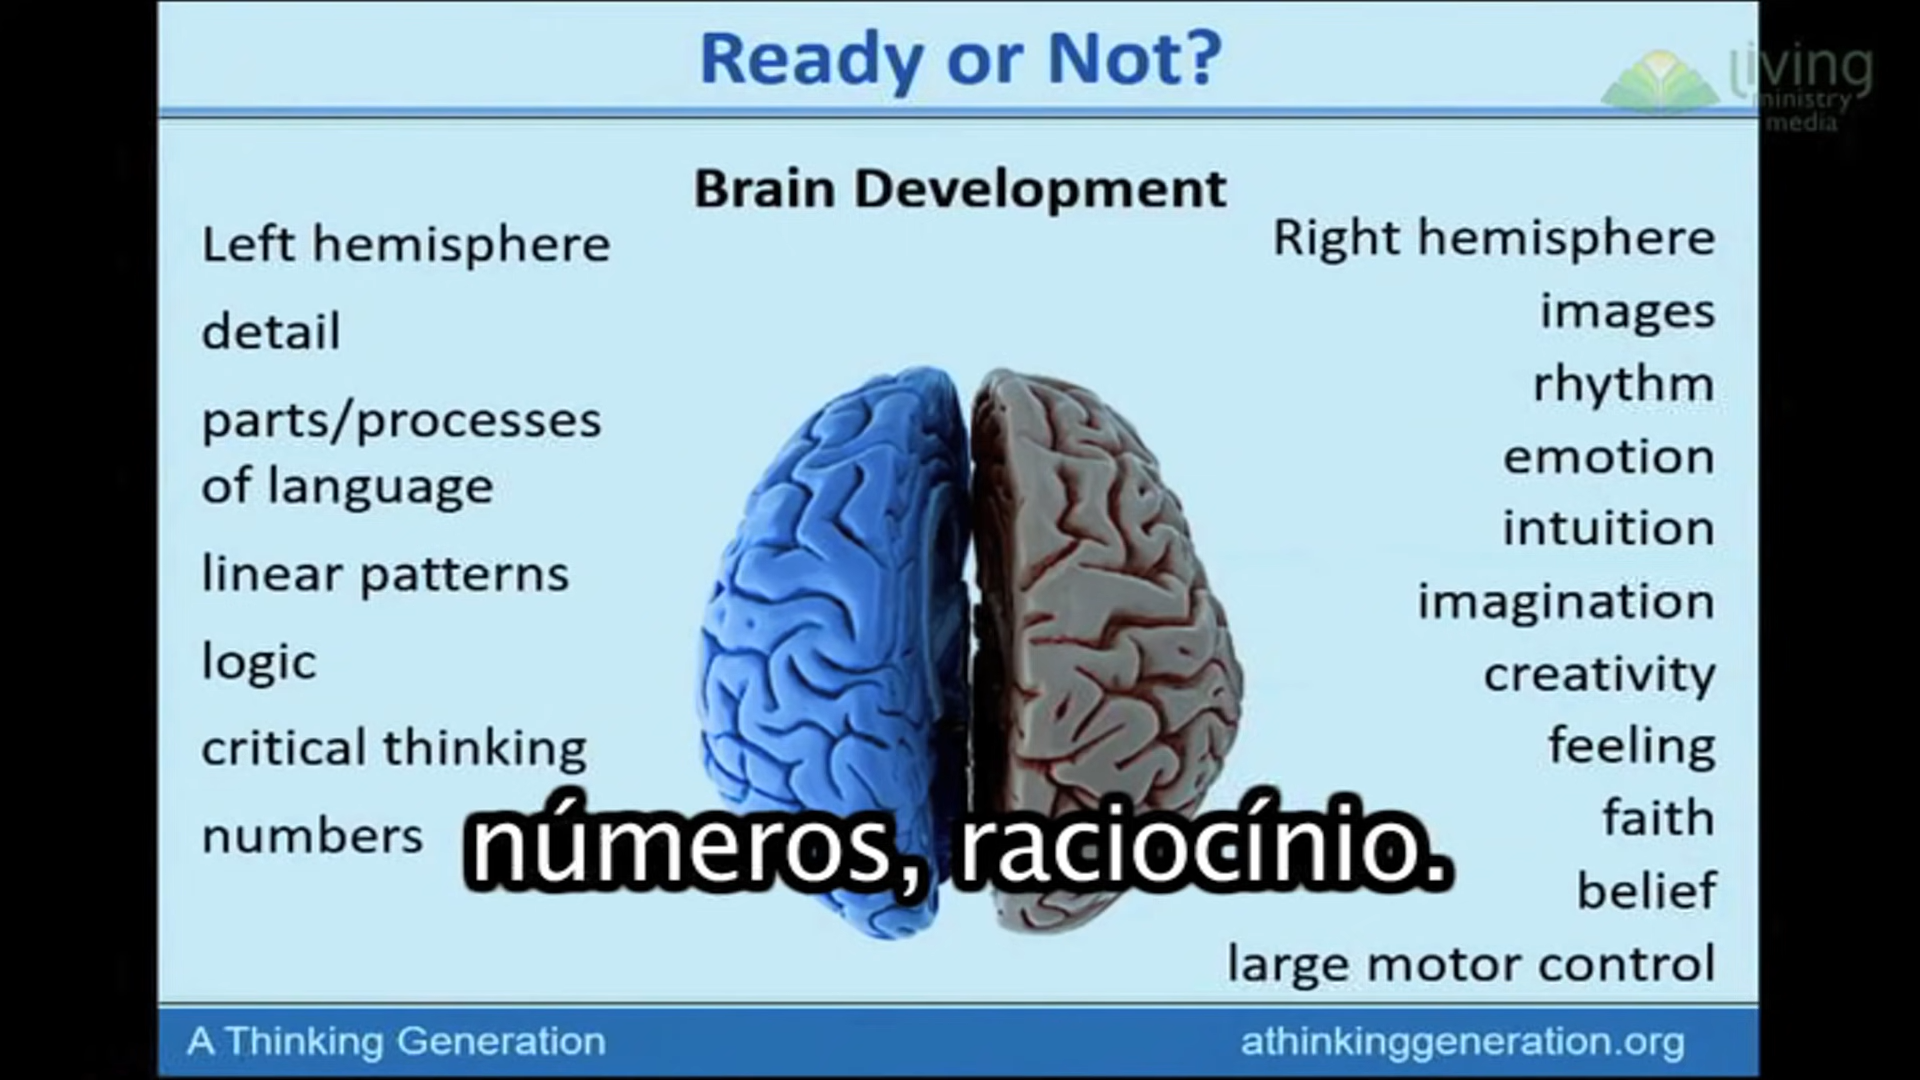 Ready or Not?
living
ministry
media
Brain Development
Left hemisphere
detail
parts/processes
of language
linear patterns
logic
critical thinking
numbers
Right hemisphere
images
rhythm
emotion
intuition
imagination
creativity
feeling
faith
belief
large motor control
números, raciocínio.
A Thinking Generation
athinkinggeneration.org